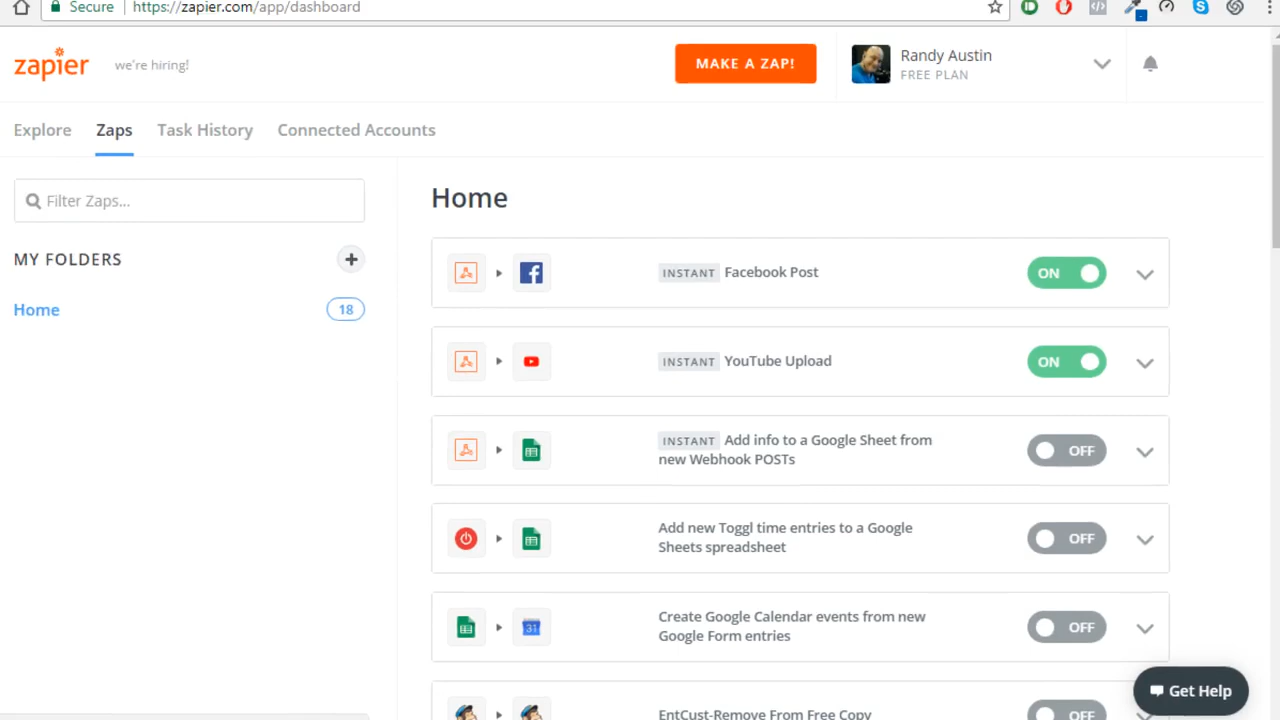 Secure https://zapier.com/app/dashboard
zapier
we're hiring!
MAKE A ZAP!
Randy Austin
FREE PLAN
Explore Zaps Task History Connected Accounts
Filter Zaps...
MY FOLDERS
Home 18
Home
INSTANT Facebook Post ON
INSTANT YouTube Upload ON
INSTANT Add info to a Google Sheet from
new Webhook POSTs
OFF
Add new Toggl time entries to a Google
Sheets spreadsheet
OFF
31
Create Google Calendar events from new
Google Form entries
OFF
EntCust-Remove From Free Copy
OFF
Get Help